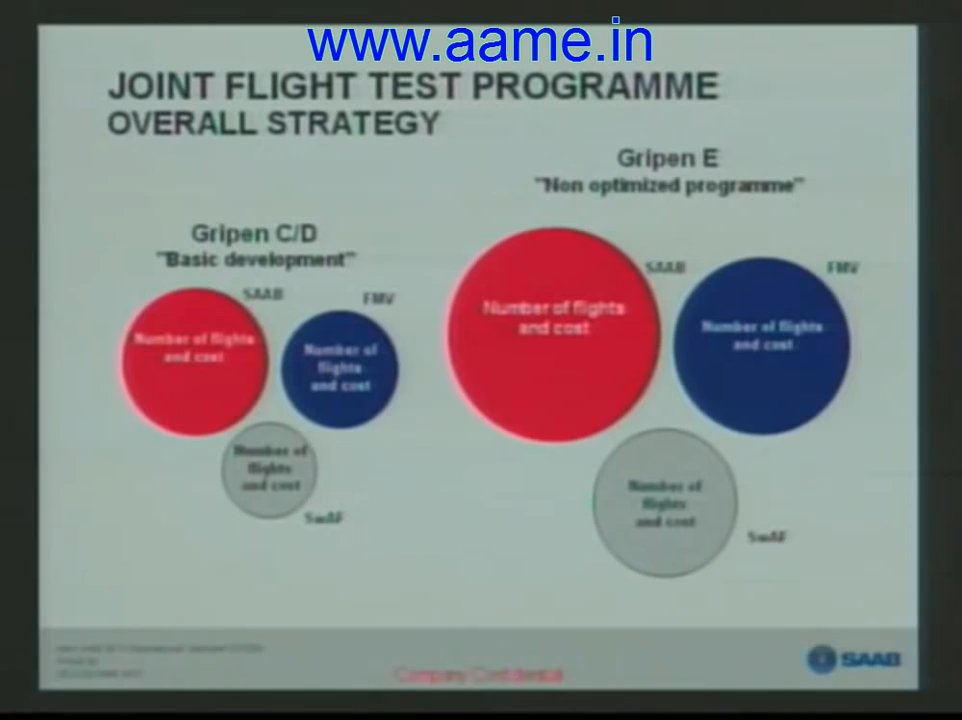 www.aame.in
JOINT FLIGHT TEST PROGRAMME
OVERALL STRATEGY
Gripen E
"Non optimized programme"
Gripen C/D
"Basic development"
SAAB
FMV
Number of flights
and cost
Number of
flights
and cost
Number of
flights
and cost
SwAF
SAAB
FMV
Number of flights
and cost
Number of flights
and cost
Number of
flights
and cost
SwAF
Company Confidential
SAAB